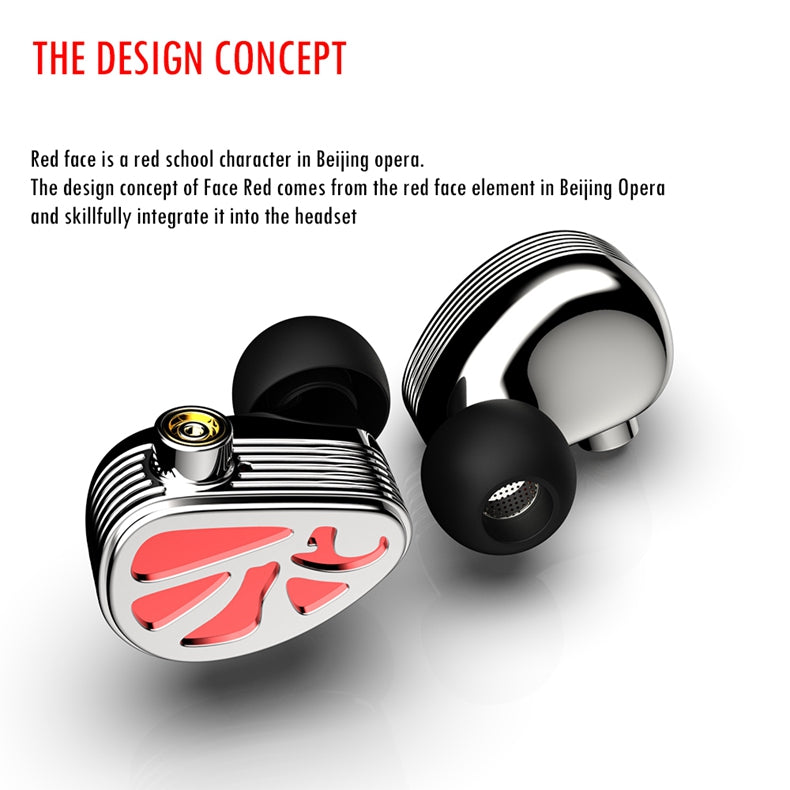 THE DESIGN CONCEPT
Red face is a red school character in Beijing opera.
The design concept of Face Red comes from the red face element in Beijing Opera
and skillfully integrate it into the headset